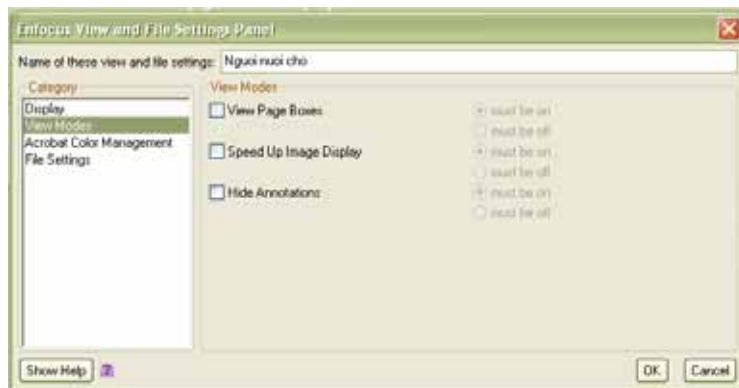 Enfocus View and File Settings Panel
Name of these view and file settings: Nguoi nuoi cho
Category
Display
View Modes
Acrobat Color Management
File Settings
View Modes
View Page Boxes
must be on
must be off
Speed Up Image Display
must be on
must be off
Hide Annotations
must be on
must be off
Show Help
OK
Cancel